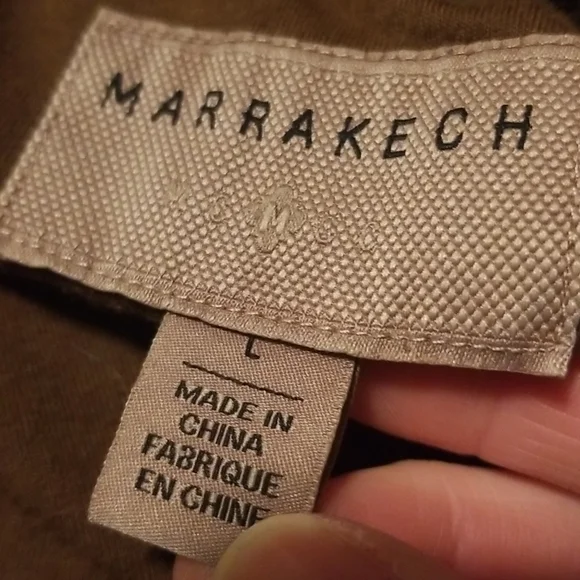 MARRAKECH
M
L
MADE IN
CHINA
FABRIQUE
EN CHINE